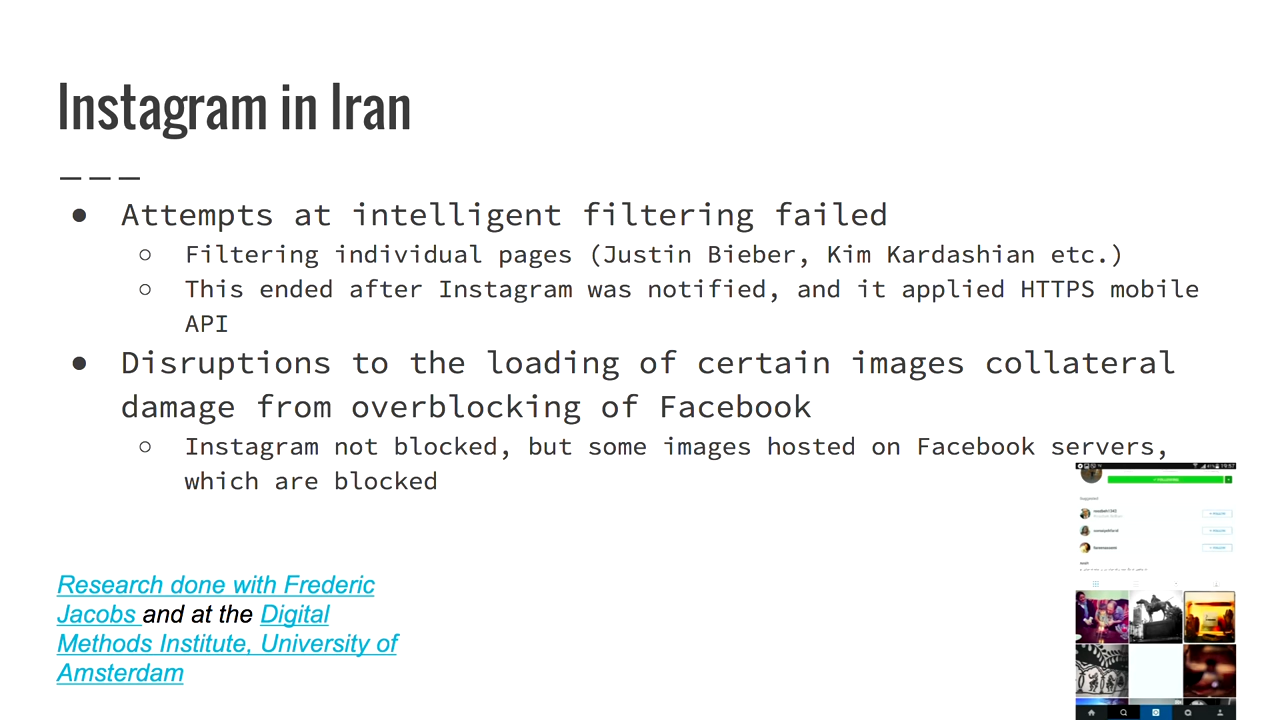 Instagram in Iran
● Attempts at intelligent filtering failed
○ Filtering individual pages (Justin Bieber, Kim Kardashian etc.)
○ This ended after Instagram was notified, and it applied HTTPS mobile
API
● Disruptions to the loading of certain images collateral
damage from overblocking of Facebook
○ Instagram not blocked, but some images hosted on Facebook servers,
which are blocked
Research done with Frederic
Jacobs and at the Digital
Methods Institute, University of
Amsterdam
19:57
FOLLOWING